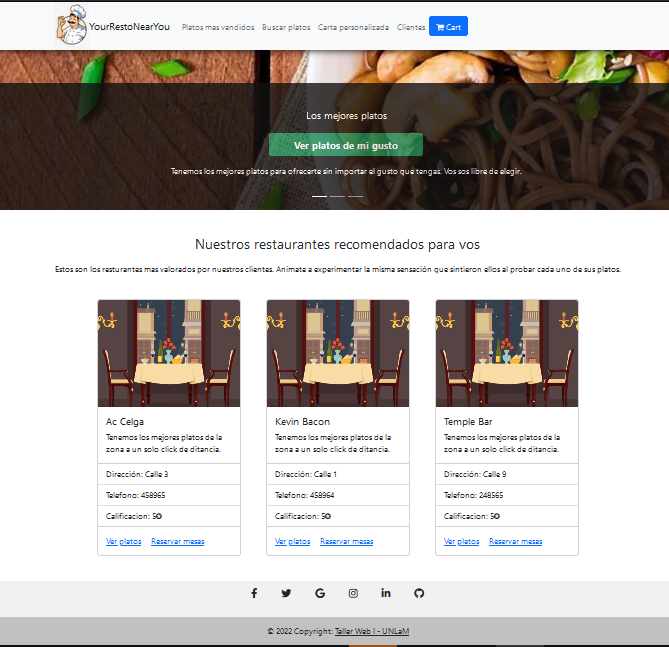 YourRestoNearYou Platos mas vendidos Buscar platos Carta personalizada Clientes Cart
Los mejores platos
Ver platos de mi gusto
Tenemos los mejores platos para ofrecerte sin importar el gusto que tengas. Vos sos libre de elegir.
Nuestros restaurantes recomendados para vos
Estos son los resturantes mas valorados por nuestros clientes. Animate a experimentar la misma sensación que sintieron ellos al probar cada uno de sus platos.
Ac Celga
Tenemos los mejores platos de la
zona a un solo click de ditancia.
Dirección: Calle 3
Telefono: 458965
Calificacion: 5
Ver platos Reservar mesas
Kevin Bacon
Tenemos los mejores platos de la
zona a un solo click de ditancia.
Dirección: Calle 1
Telefono: 458964
Calificacion: 5
Ver platos Reservar mesas
Temple Bar
Tenemos los mejores platos de la
zona a un solo click de ditancia.
Dirección: Calle 9
Telefono: 248565
Calificacion: 5
Ver platos Reservar mesas
© 2022 Copyright: Taller Web I - UNLaM